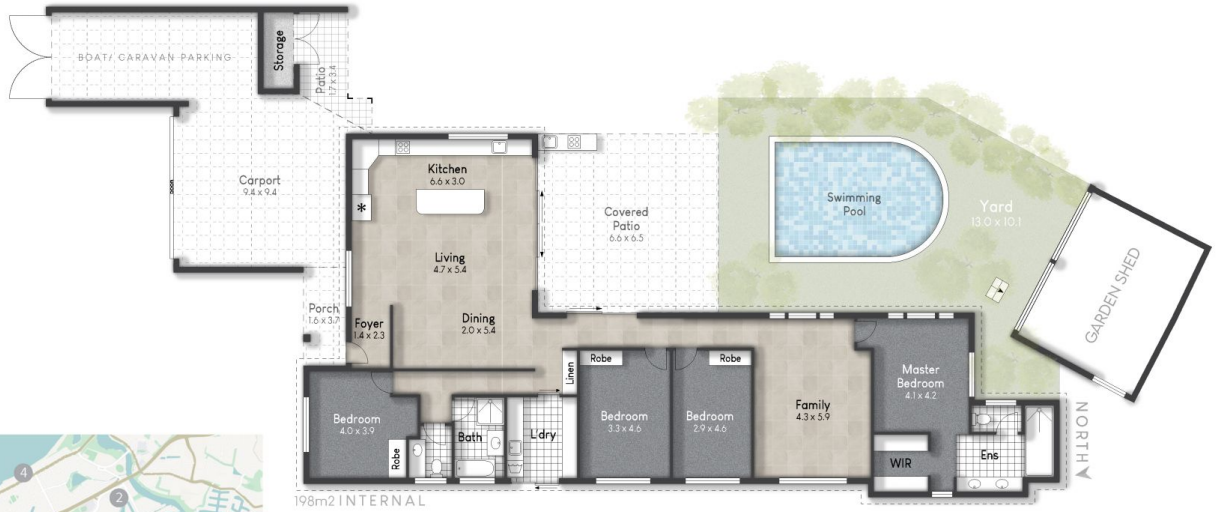 BOAT/ CARAVAN PARKING
Storage
Patio
1.7 x 3.4
Carport
9.4 x 9.4
Kitchen
6.6 x 3.0
*
Living
4.7 x 5.4
Dining
2.0 x 5.4
Covered
Patio
6.6 x 6.5
Swimming
Pool
Yard
13.0 x 10.1
GARDEN SHED
Porch
1.6 x 3.7
Foyer
1.4 x 2.3
Bedroom
4.0 x 3.9
Robe
Bath
L'dry
Linen
Robe
Bedroom
3.3 x 4.6
Robe
Bedroom
2.9 x 4.6
Family
4.3 x 5.9
Master
Bedroom
4.1 x 4.2
WIR
Ens
NORTH
198m2 INTERNAL
4
2